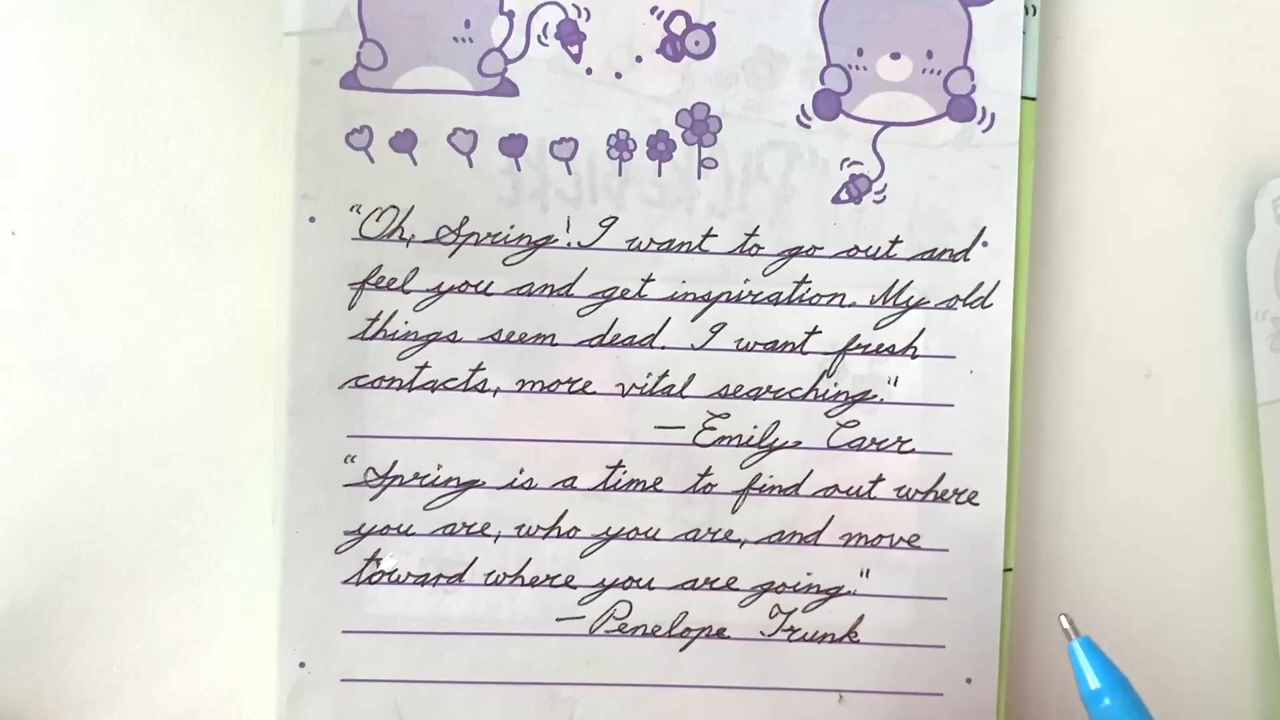 "Oh, Spring! I want to go out and
feel you and get inspiration. My old
things seem dead. I want fresh
contacts, more vital searching."
— Emily Carr
"Spring is a time to find out where
you are, who you are, and move
toward where you are going."
— Penelope Trunk